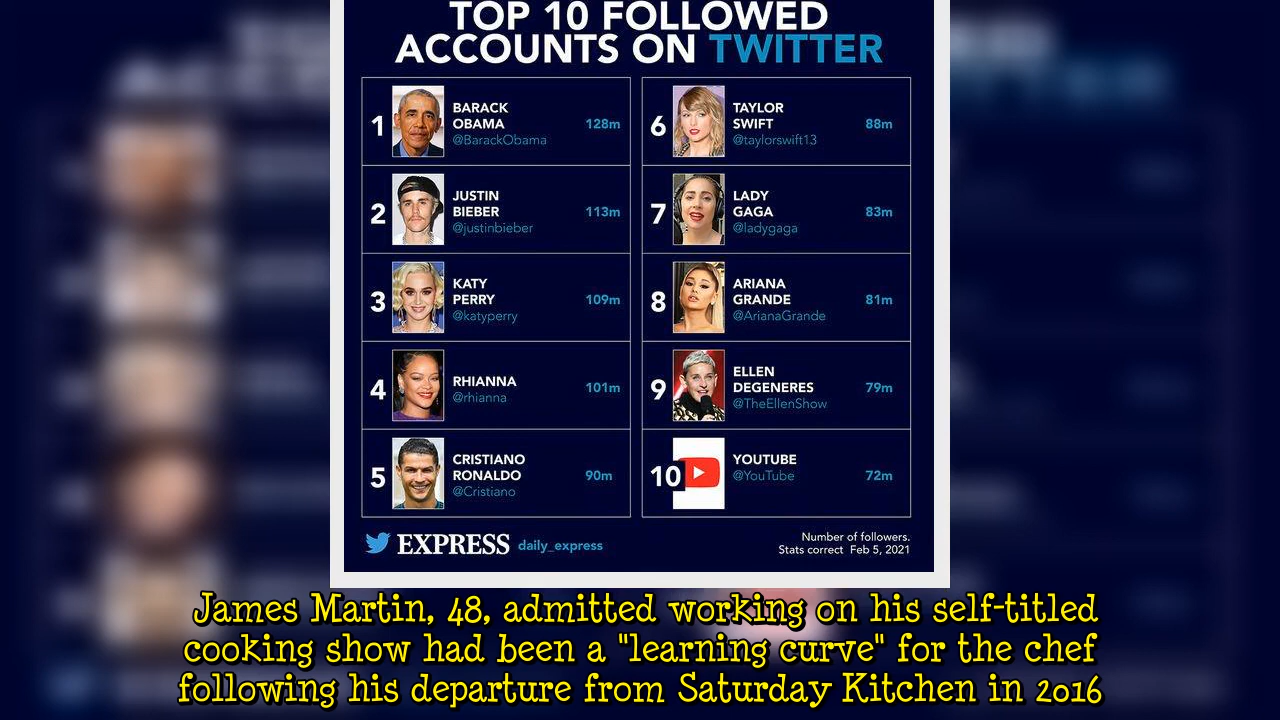 TOP 10 FOLLOWED
ACCOUNTS ON TWITTER
1
BARACK
OBAMA
@BarackObama
128m
2
JUSTIN
BIEBER
@justinbieber
113m
3
KATY
PERRY
@katyperry
109m
4
RHIANNA
@rhianna
101m
5
CRISTIANO
RONALDO
@Cristiano
90m
6
TAYLOR
SWIFT
@taylorswift13
88m
7
LADY
GAGA
@ladygaga
83m
8
ARIANA
GRANDE
@ArianaGrande
81m
9
ELLEN
DEGENERES
@TheEllenShow
79m
10
YOUTUBE
@YouTube
72m
EXPRESS daily_express
Number of followers.
Stats correct Feb 5, 2021
James Martin, 48, admitted working on his self-titled
cooking show had been a "learning curve" for the chef
following his departure from Saturday Kitchen in 2016